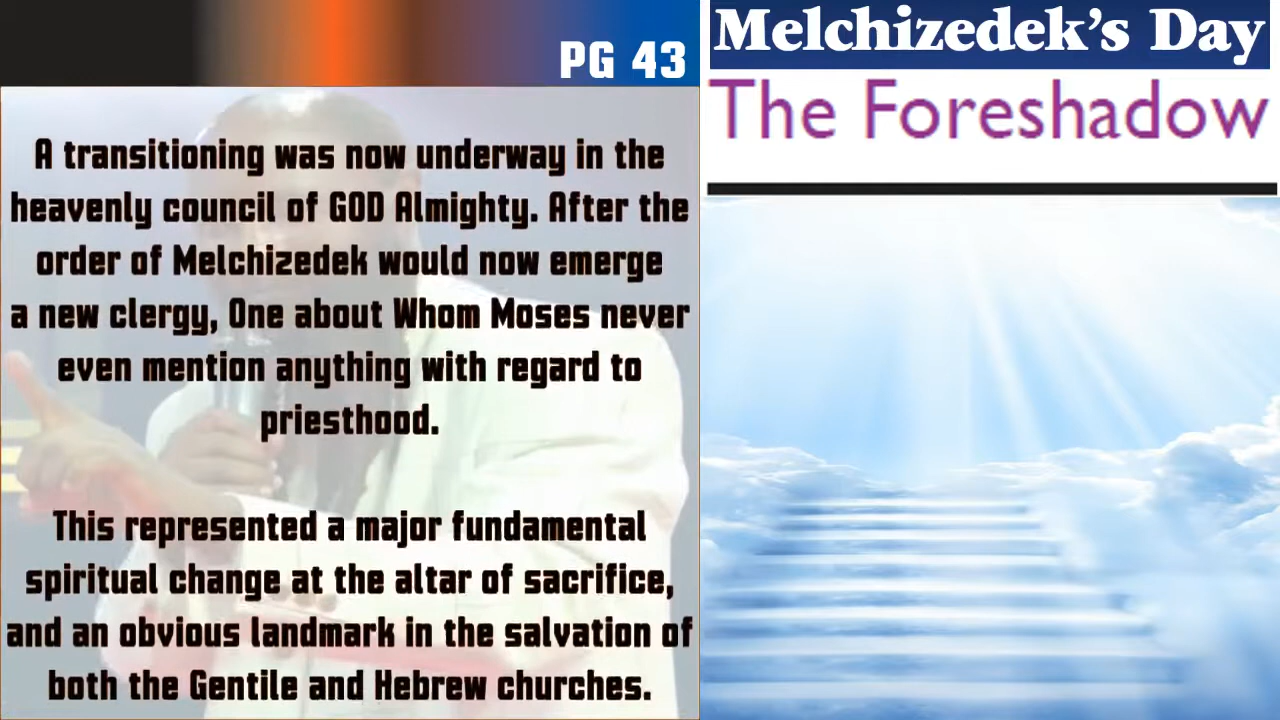 PG 43
A transitioning was now underway in the
heavenly council of GOD Almighty. After the
order of Melchizedek would now emerge
a new clergy, One about Whom Moses never
even mention anything with regard to
priesthood.
This represented a major fundamental
spiritual change at the altar of sacrifice,
and an obvious landmark in the salvation of
both the Gentile and Hebrew churches.
Melchizedek's Day
The Foreshadow